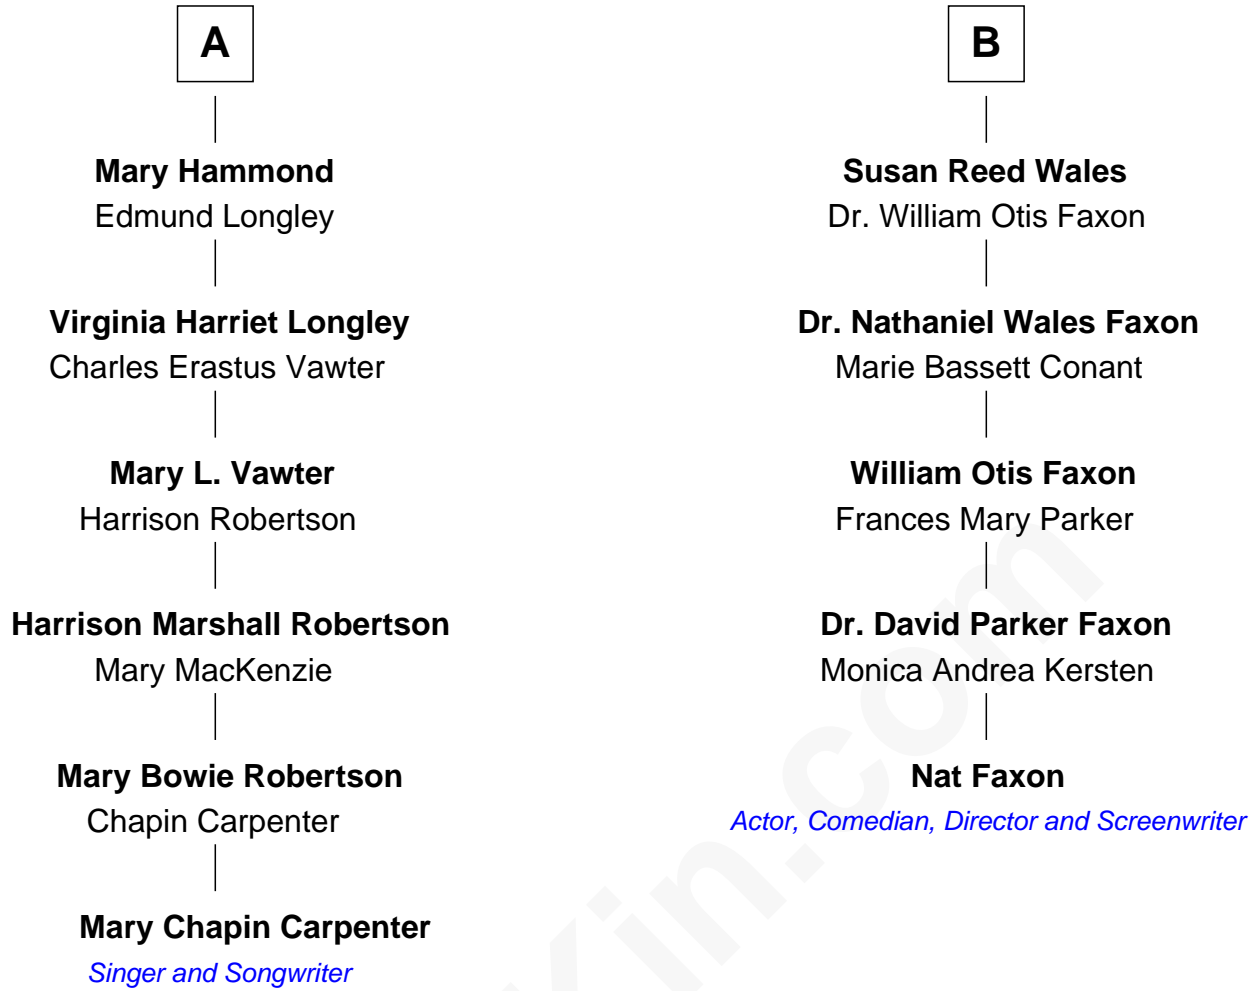 A
Mary Hammond
Edmund Longley
Virginia Harriet Longley
Charles Erastus Vawter
Mary L. Vawter
Harrison Robertson
Harrison Marshall Robertson
Mary MacKenzie
Mary Bowie Robertson
Chapin Carpenter
Mary Chapin Carpenter
Singer and Songwriter
B
Susan Reed Wales
Dr. William Otis Faxon
Dr. Nathaniel Wales Faxon
Marie Bassett Conant
William Otis Faxon
Frances Mary Parker
Dr. David Parker Faxon
Monica Andrea Kersten
Nat Faxon
Actor, Comedian, Director and Screenwriter